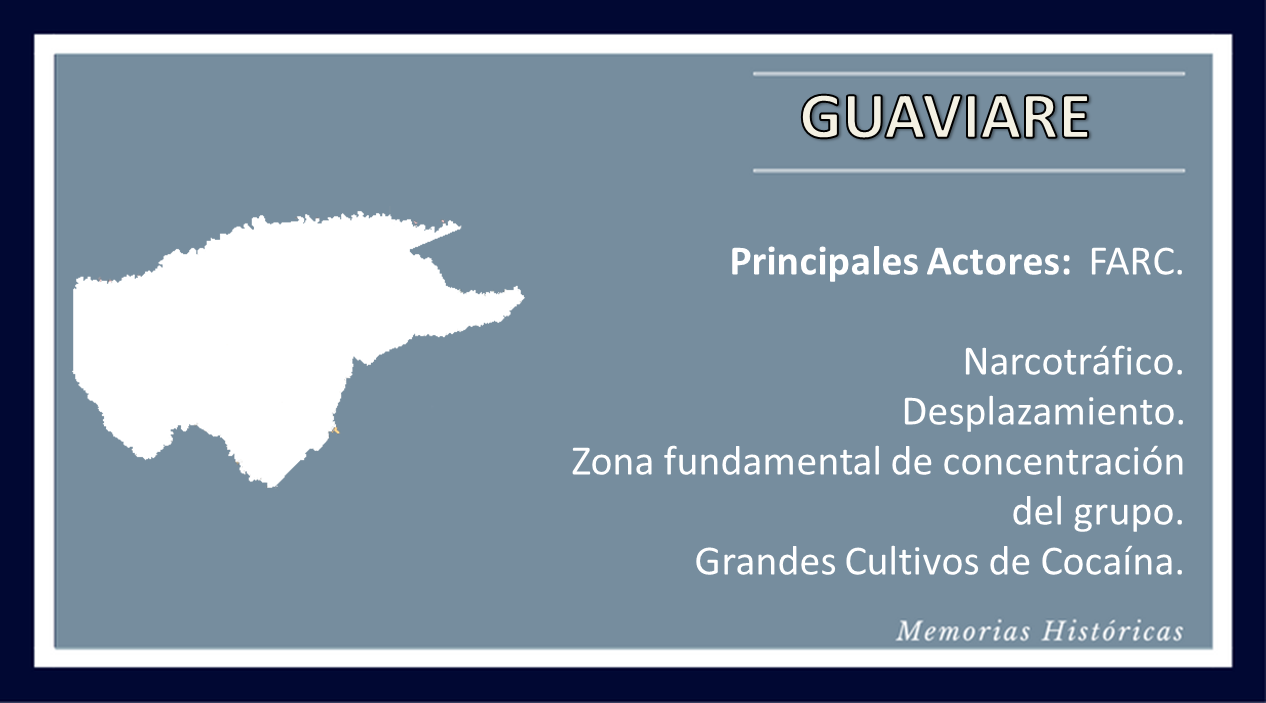 GUAVIARE
Principales Actores: FARC.
Narcotráfico.
Desplazamiento.
Zona fundamental de concentración
del grupo.
Grandes Cultivos de Cocaína.
Memorias Históricas